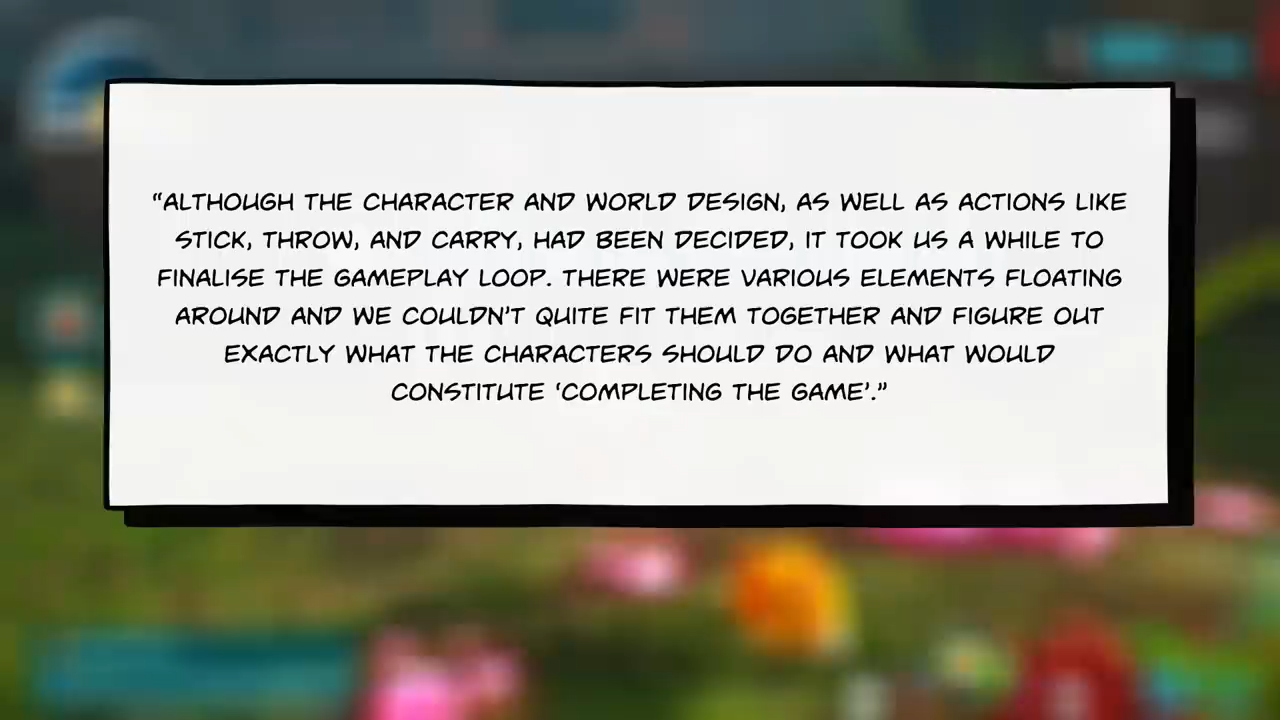 “ALTHOUGH THE CHARACTER AND WORLD DESIGN, AS WELL AS ACTIONS LIKE
STICK, THROW, AND CARRY, HAD BEEN DECIDED, IT TOOK US A WHILE TO
FINALISE THE GAMEPLAY LOOP. THERE WERE VARIOUS ELEMENTS FLOATING
AROUND AND WE COULDN’T QUITE FIT THEM TOGETHER AND FIGURE OUT
EXACTLY WHAT THE CHARACTERS SHOULD DO AND WHAT WOULD
CONSTITUTE ‘COMPLETING THE GAME’.”